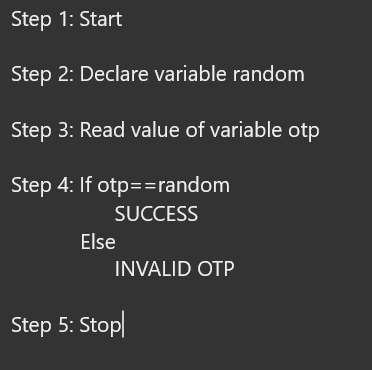 Step 1: Start
Step 2: Declare variable random
Step 3: Read value of variable otp
Step 4: If otp==random
SUCCESS
Else
INVALID OTP
Step 5: Stop